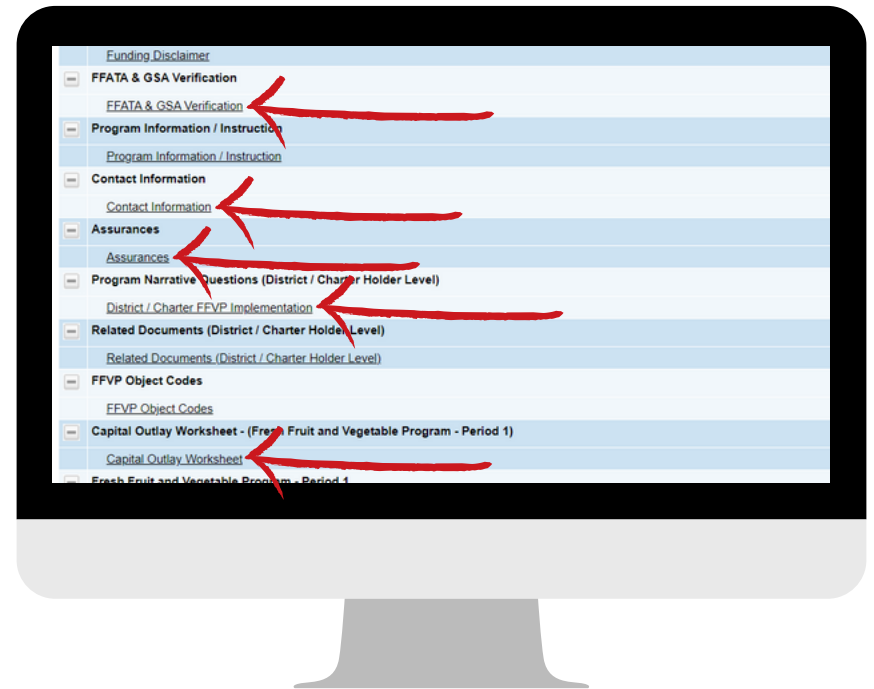 Funding Disclaimer
FFATA & GSA Verification
FFATA & GSA Verification
Program Information / Instruction
Program Information / Instruction
Contact Information
Contact Information
Assurances
Assurances
Program Narrative Questions (District / Charter Holder Level)
District / Charter FFVP Implementation
Related Documents (District / Charter Holder Level)
Related Documents (District / Charter Holder Level)
FFVP Object Codes
FFVP Object Codes
Capital Outlay Worksheet - (Fresh Fruit and Vegetable Program - Period 1)
Capital Outlay Worksheet
Fresh Fruit and Vegetable Program - Period 1